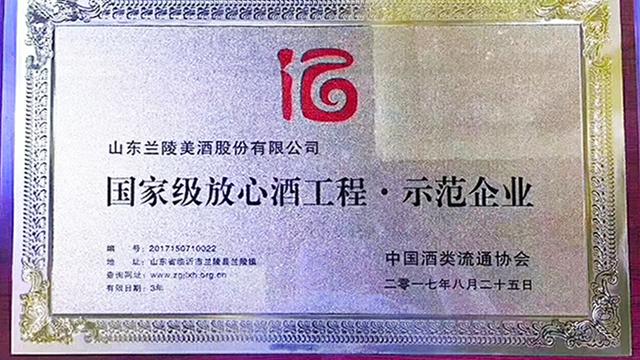 山东兰陵美酒股份有限公司
国家级放心酒工程·示范企业
编 号：2017150710022
地 址：山东省临沂市兰陵县兰陵镇
查询网址：www.zgjlxh.org.cn
有效日期：3年
中国酒类流通协会
二零一七年八月二十五日